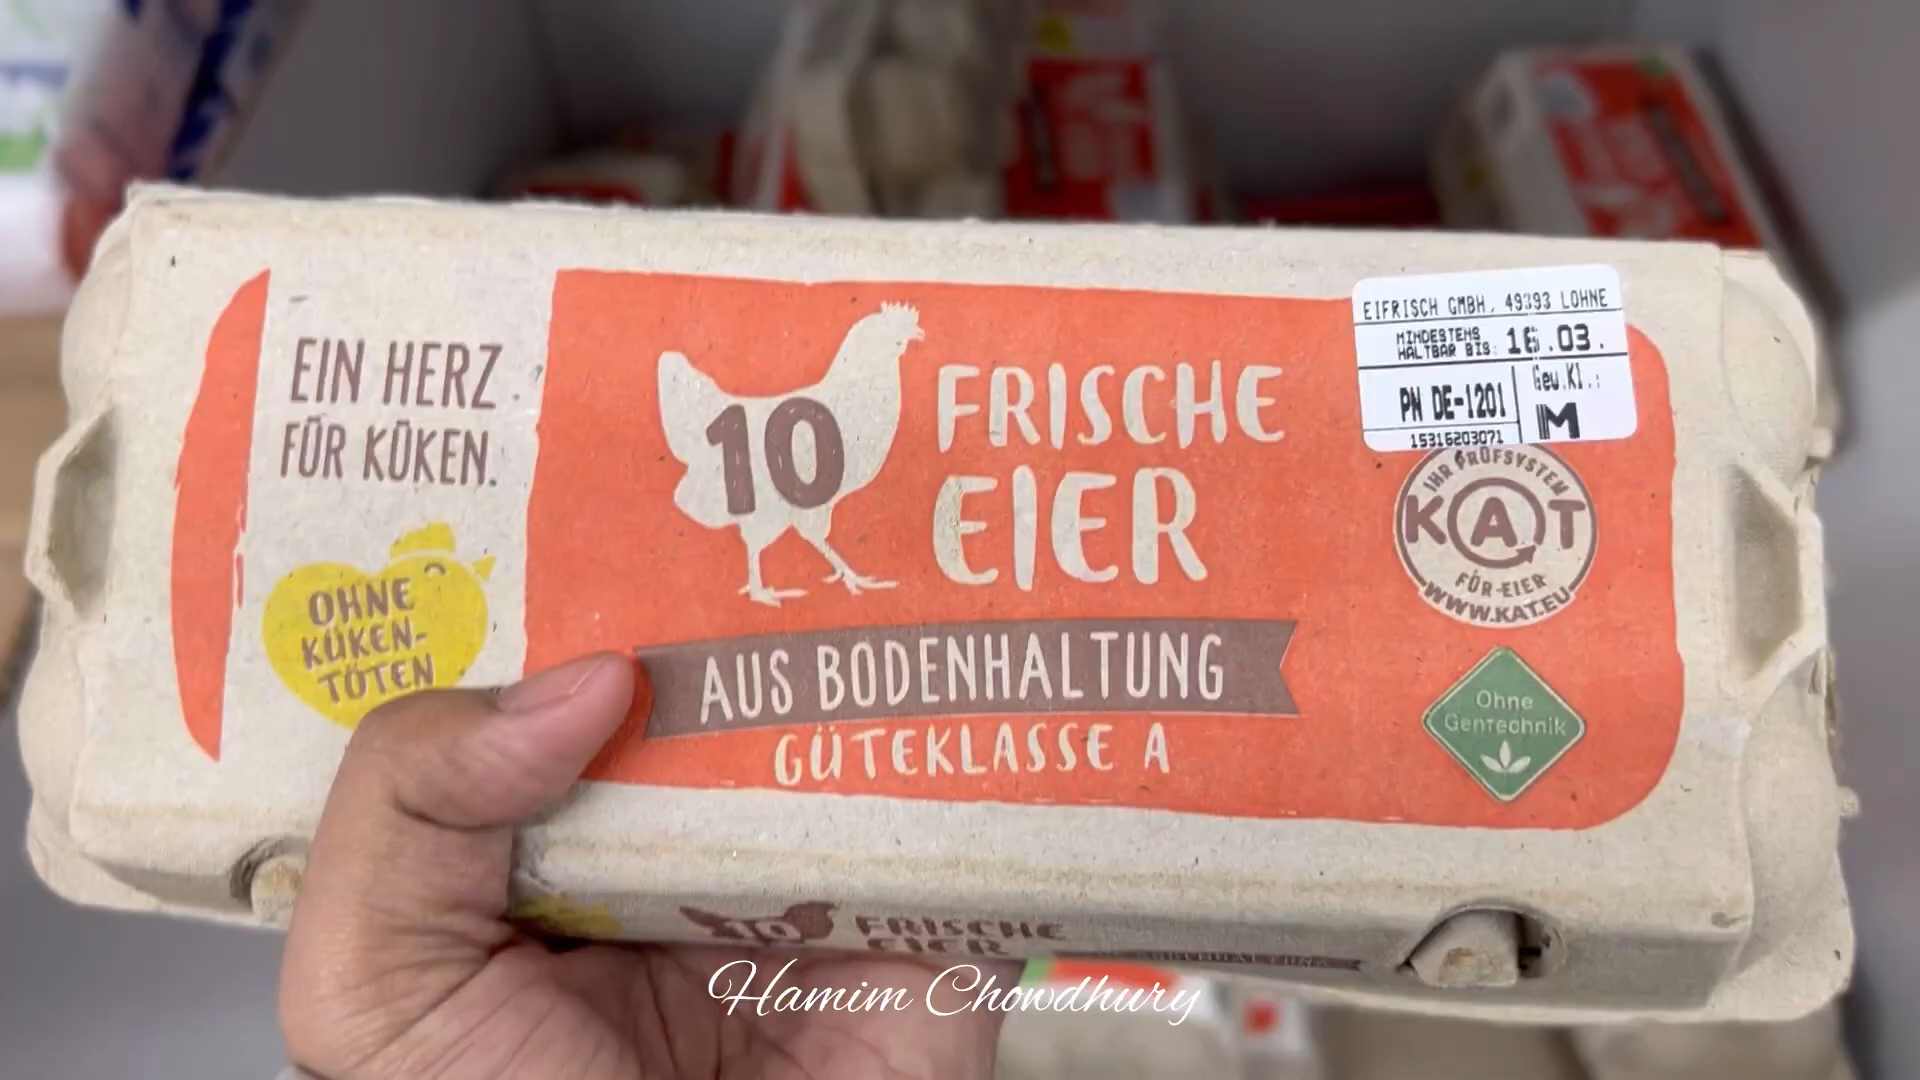 EIN HERZ
FÜR KÜKEN.
OHNE
KÜKEN-
TÖTEN
10
FRISCHE
EIER
AUS BODENHALTUNG
GÜTEKLASSE A
EIFRISCH GMBH, 49393 LOHNE
MINDESTENS
HALTBAR BIS: 16.03.
PN DE-1201
Gew.Kl.:
M
15316203071
IHR PRÜFSYSTEM
KAT
FÜR EIER
WWW.KAT.EU
Ohne
Gentechnik
10 FRISCHE
EIER
Hamim Chowdhury